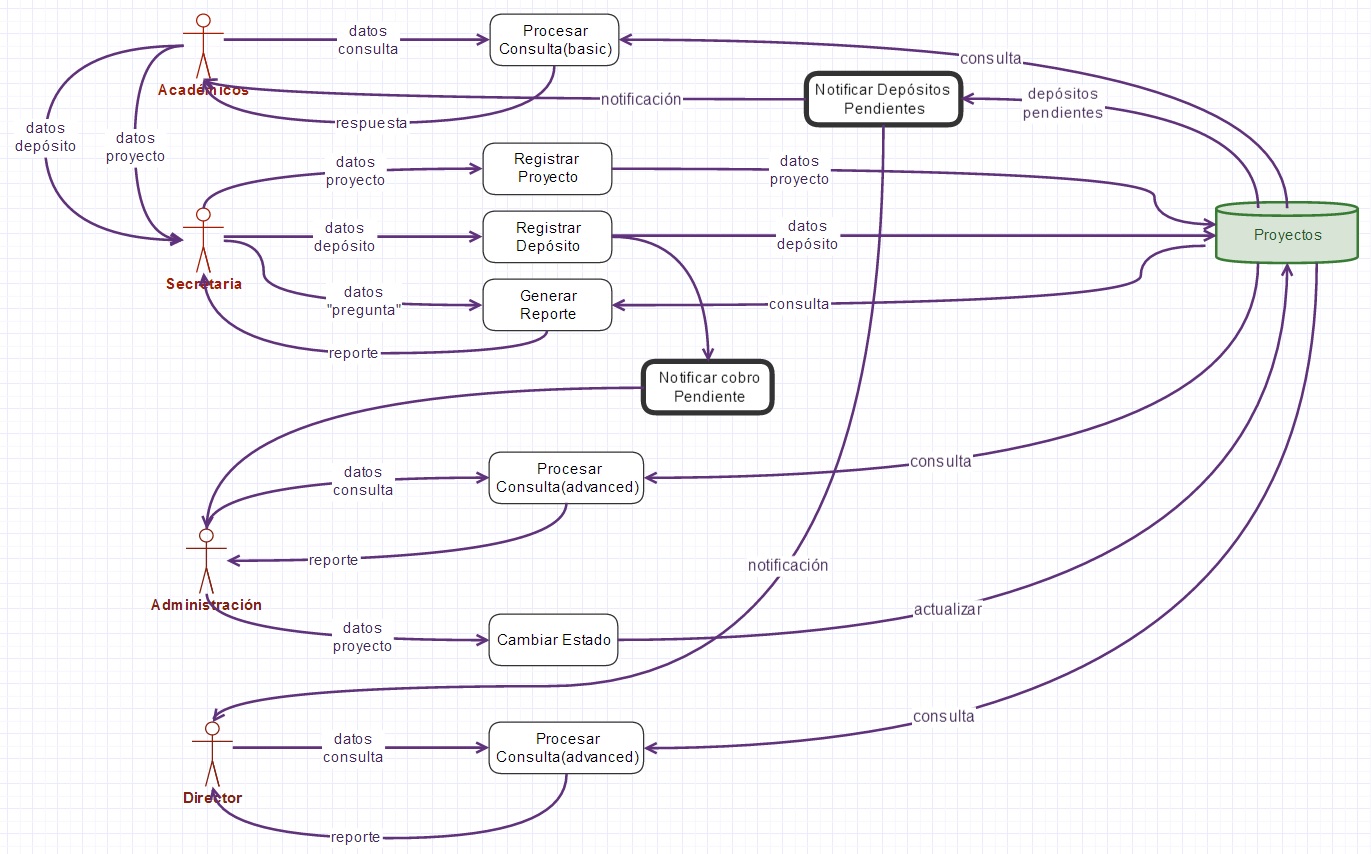 datos
consulta
Procesar
Consulta(basic)
consulta
Académicos
notificación
Notificar Depósitos
Pendientes
depósitos
pendientes
respuesta
datos
depósito
datos
proyecto
datos
proyecto
Registrar
Proyecto
datos
proyecto
datos
depósito
Registrar
Depósito
datos
depósito
Proyectos
Secretaria
datos
"pregunta"
Generar
Reporte
consulta
reporte
Notificar cobro
Pendiente
datos
consulta
Procesar
Consulta(advanced)
consulta
reporte
notificación
Administración
datos
proyecto
Cambiar Estado
actualizar
datos
consulta
Procesar
Consulta(advanced)
consulta
Director
reporte